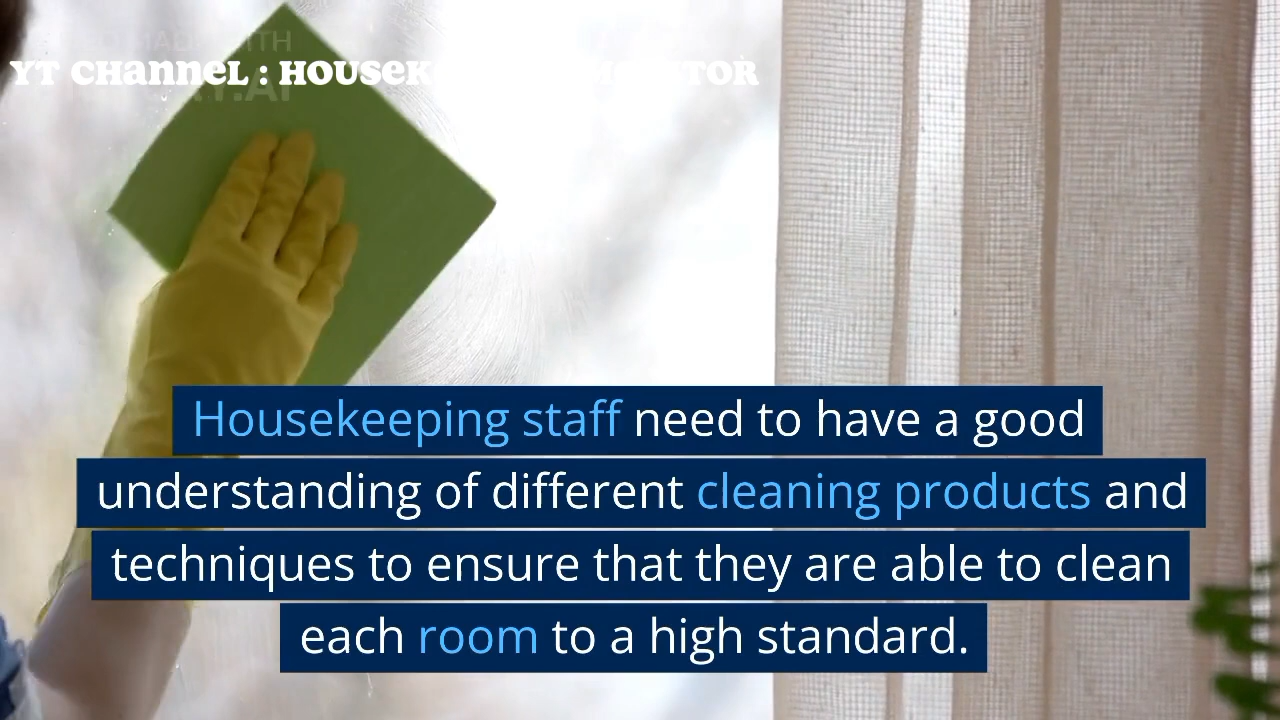 YT CHanneL : HOUSeK
Housekeeping staff need to have a good
understanding of different cleaning products and
techniques to ensure that they are able to clean
each room to a high standard.